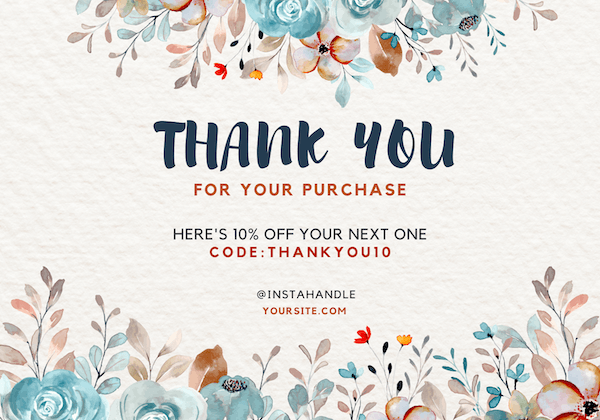 THANK YOU
FOR YOUR PURCHASE
HERE'S 10% OFF YOUR NEXT ONE
CODE:THANKYOU10
@INSTAHANDLE
YOURSITE.COM